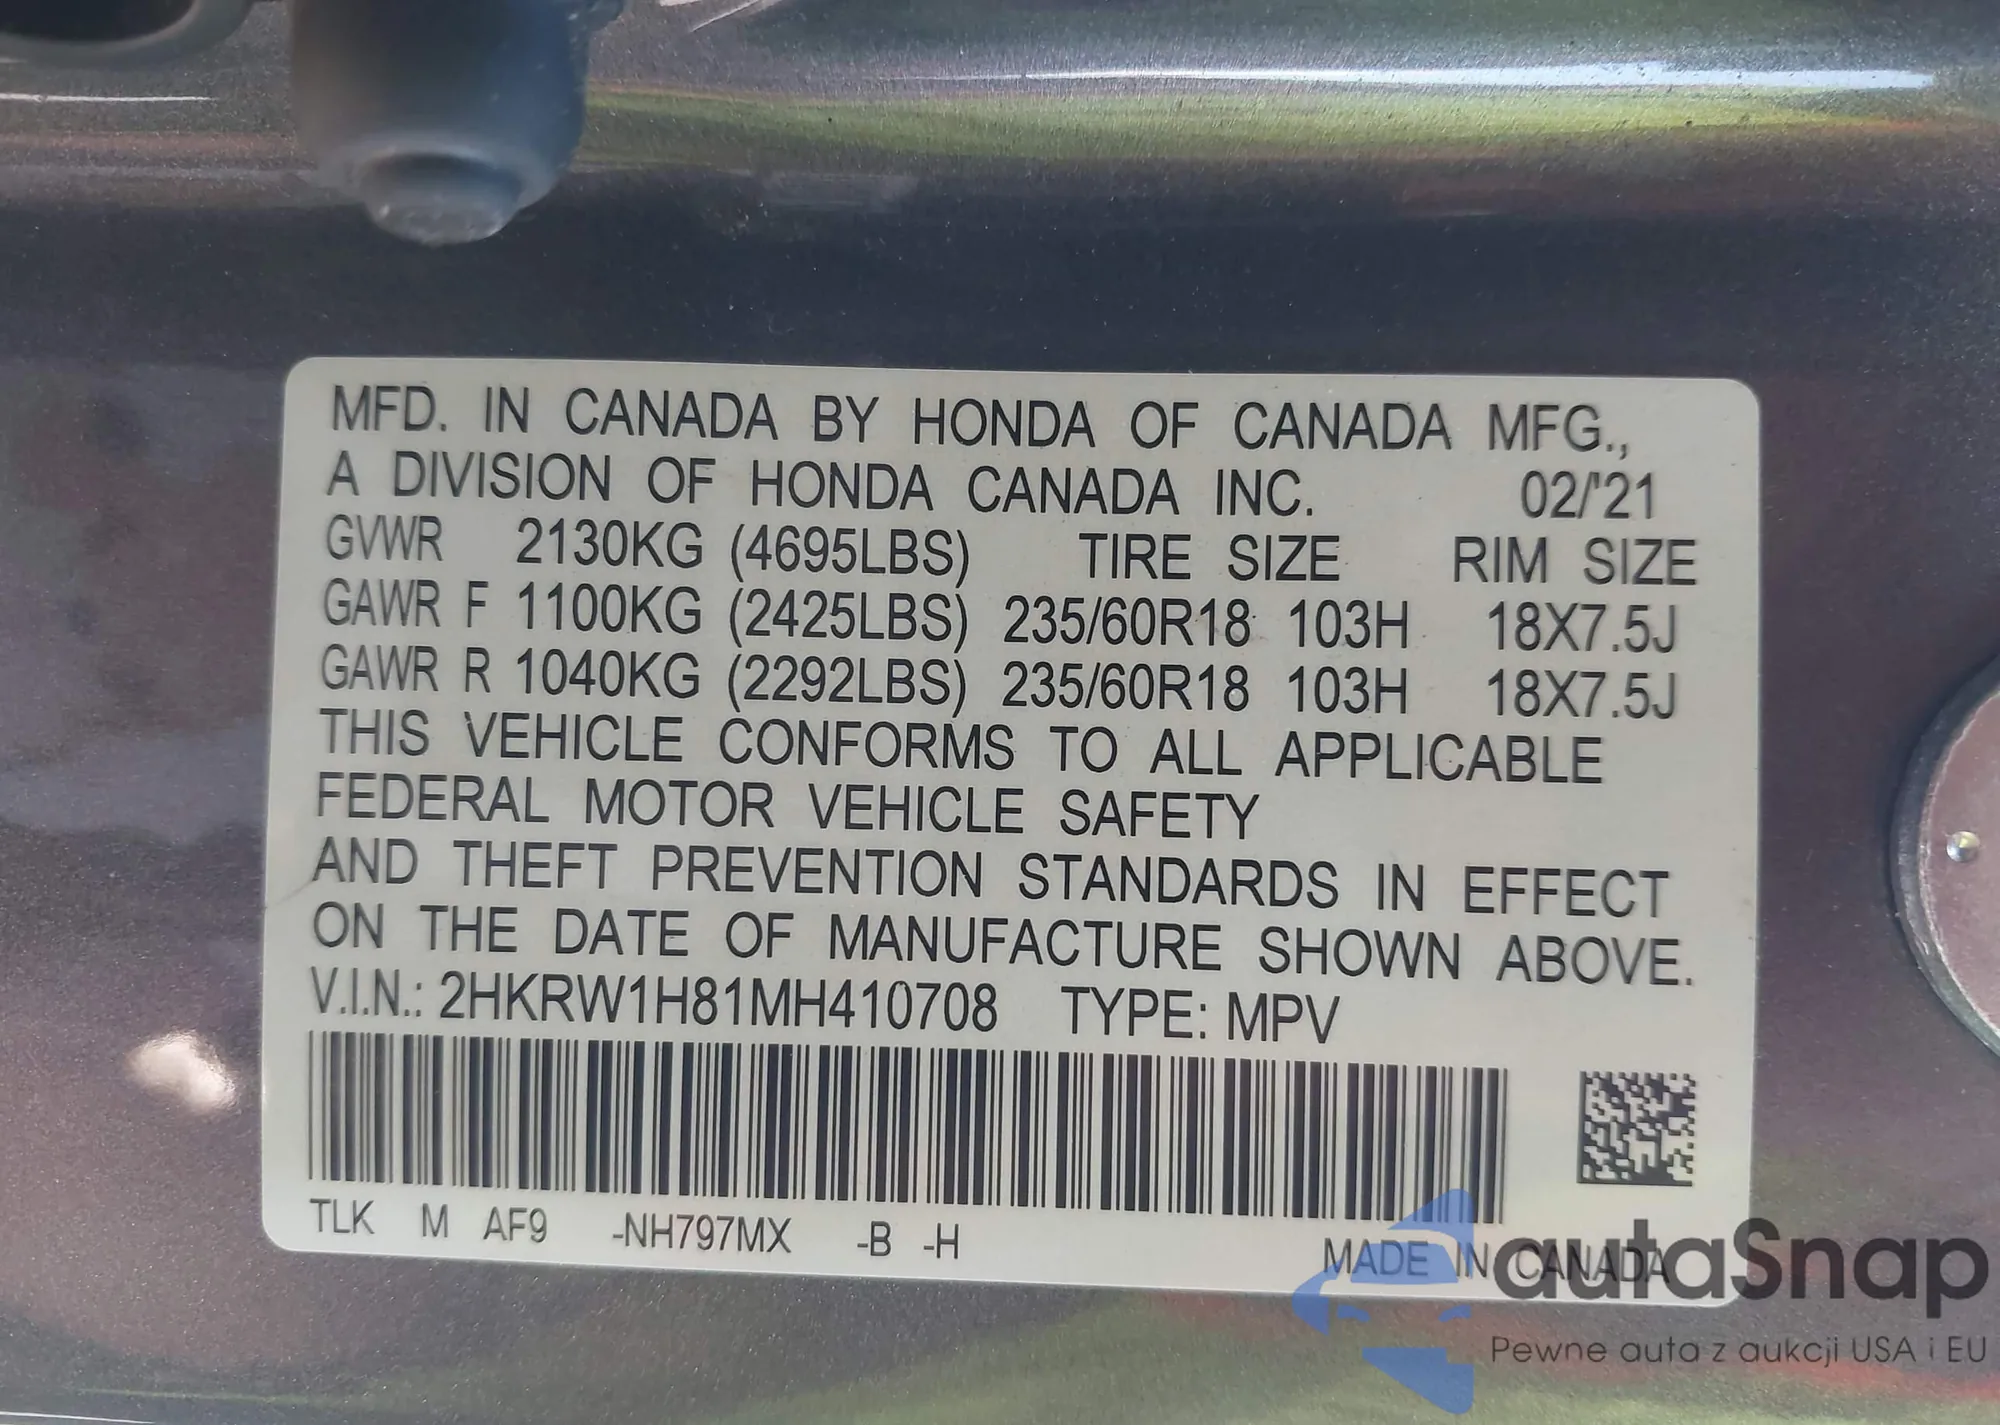 MFD. IN CANADA BY HONDA OF CANADA MFG.,
A DIVISION OF HONDA CANADA INC. 02/'21
GVWR 2130KG (4695LBS) TIRE SIZE RIM SIZE
GAWR F 1100KG (2425LBS) 235/60R18 103H 18X7.5J
GAWR R 1040KG (2292LBS) 235/60R18 103H 18X7.5J
THIS VEHICLE CONFORMS TO ALL APPLICABLE
FEDERAL MOTOR VEHICLE SAFETY
AND THEFT PREVENTION STANDARDS IN EFFECT
ON THE DATE OF MANUFACTURE SHOWN ABOVE.
V.I.N.: 2HKRW1H81MH410708 TYPE: MPV
TLK M AF9 -NH797MX -B -H
MADE IN CANADA
autaSnap
Pewne auta z aukcji USA i EU